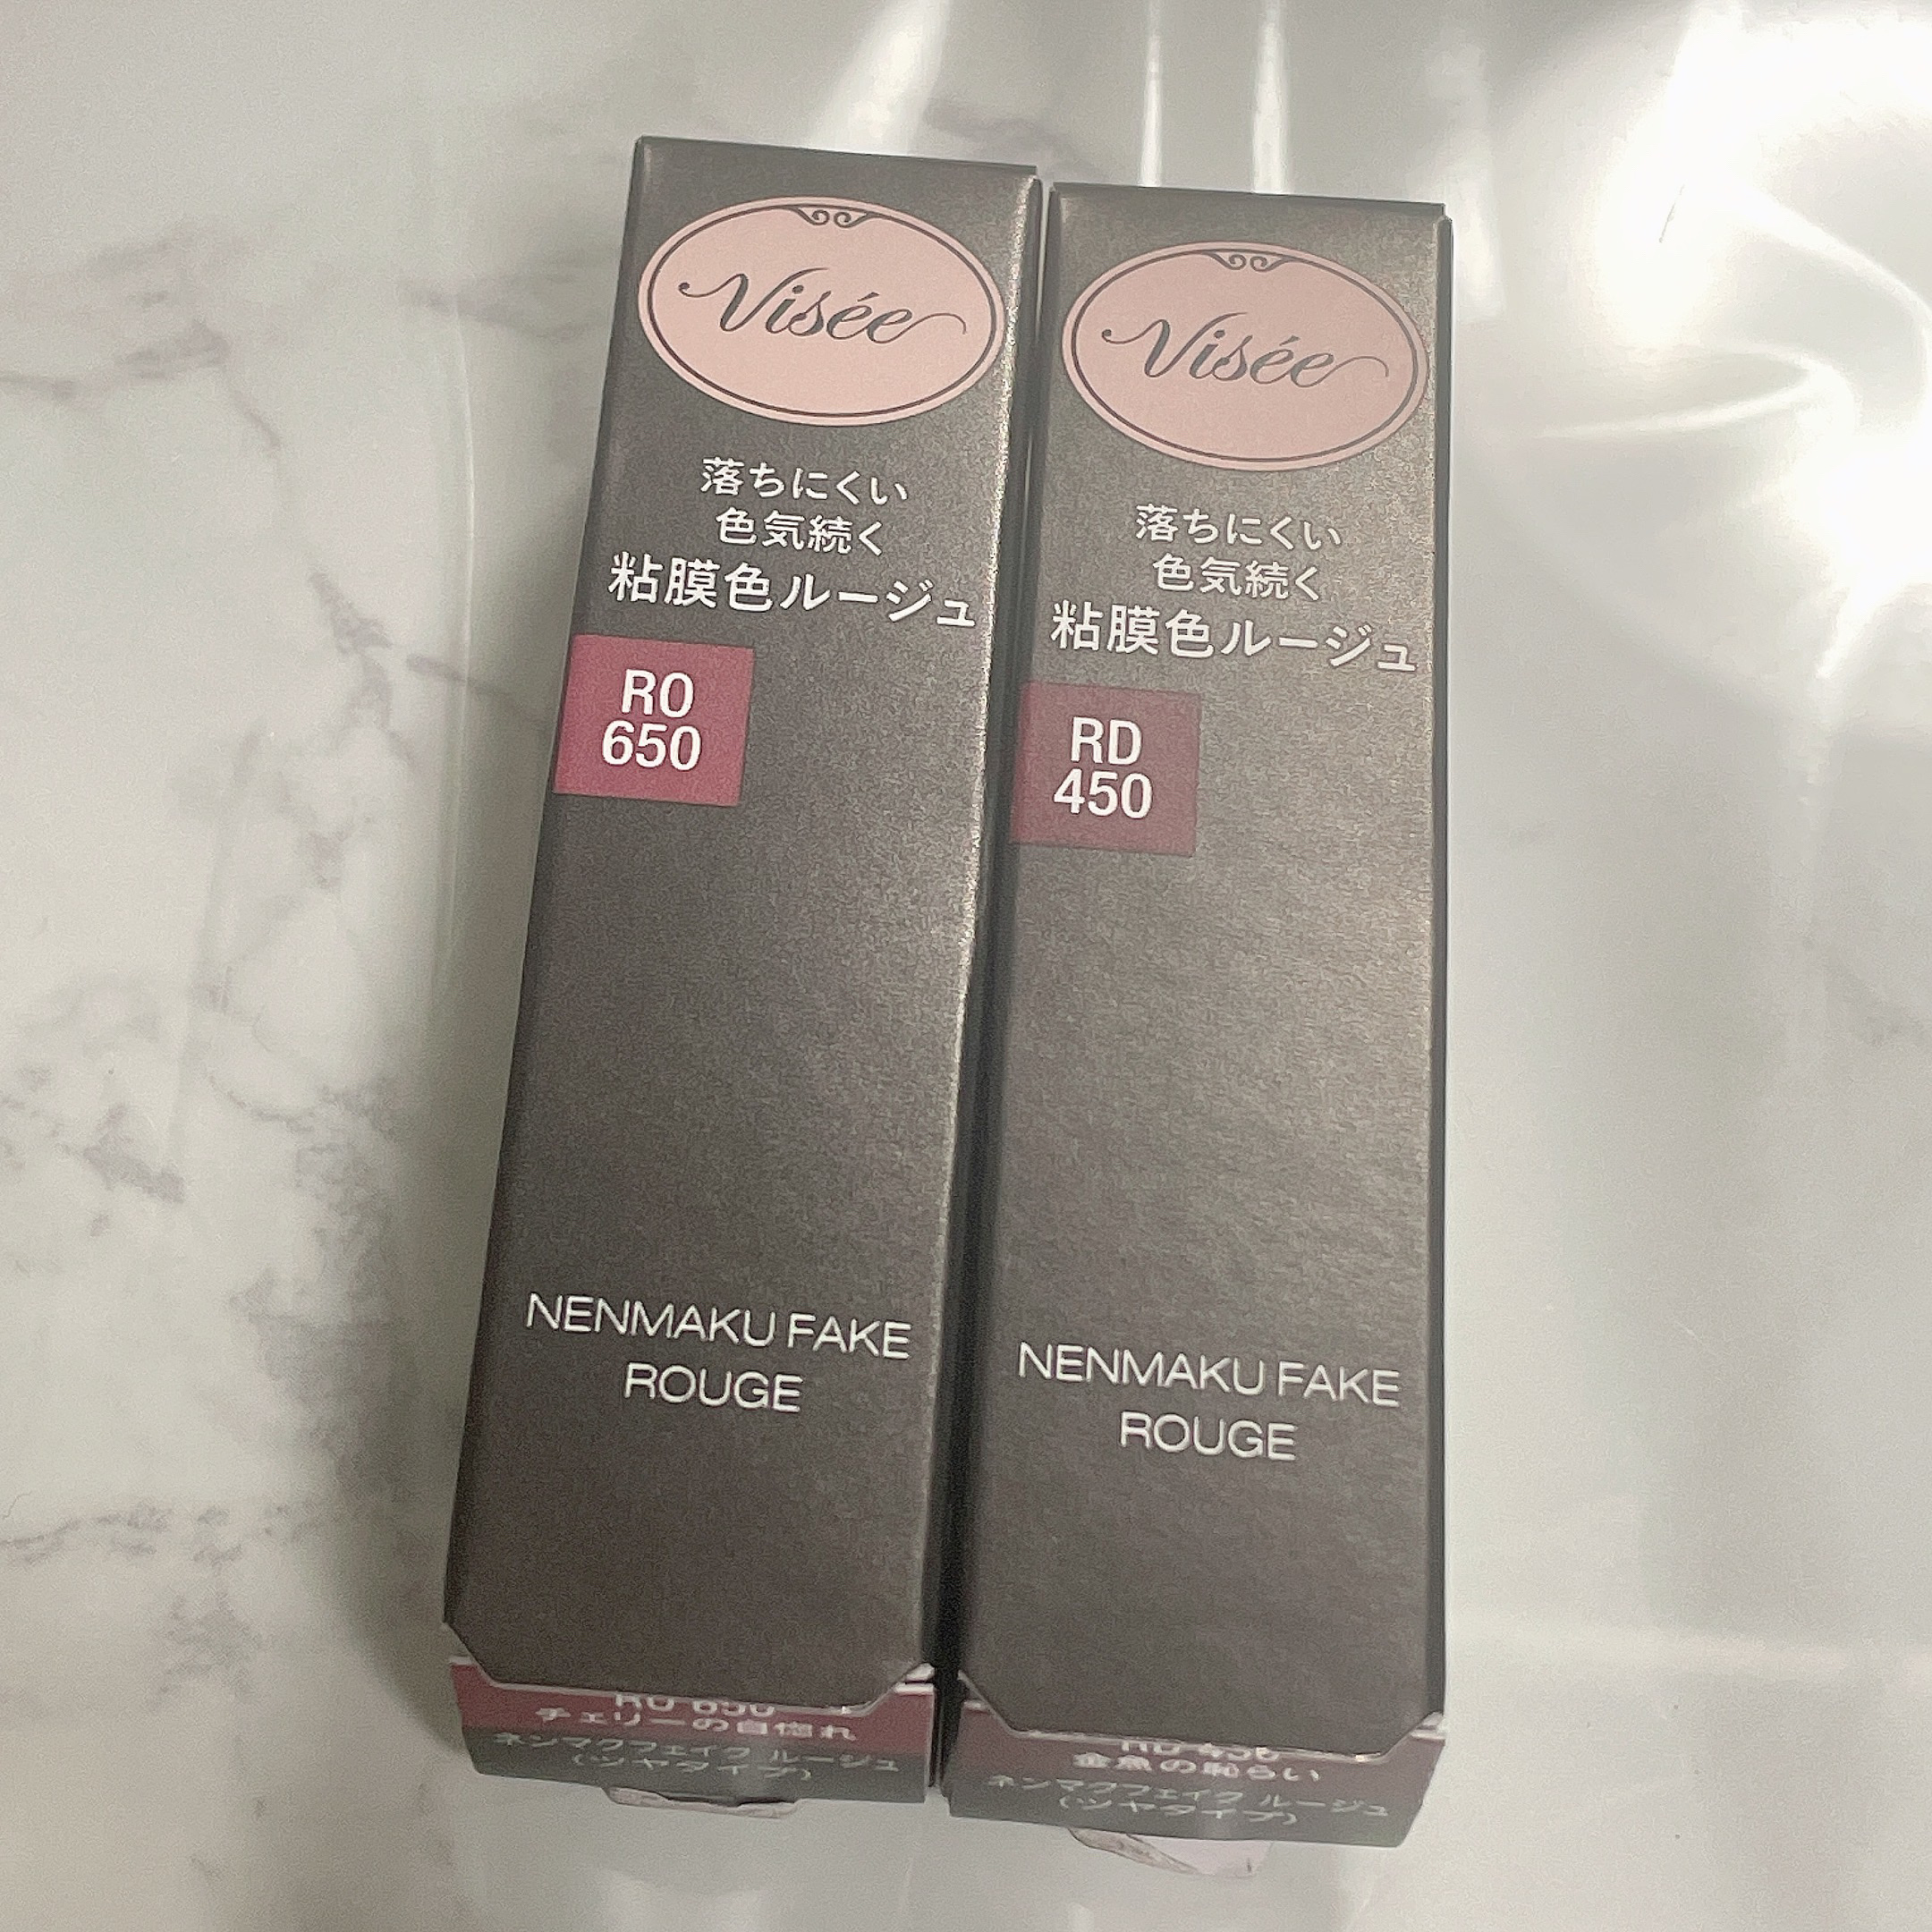 Visée
落ちにくい
色気続く
粘膜色ルージュ
RO
650
NENMAKU FAKE
ROUGE
RO 650
チェリーの自惚れ
ネンマクフェイク ルージュ
(ツヤタイプ)
Visée
落ちにくい
色気続く
粘膜色ルージュ
RD
450
NENMAKU FAKE
ROUGE
RD 450
金魚の恥らい
ネンマクフェイク ルージュ
(ツヤタイプ)